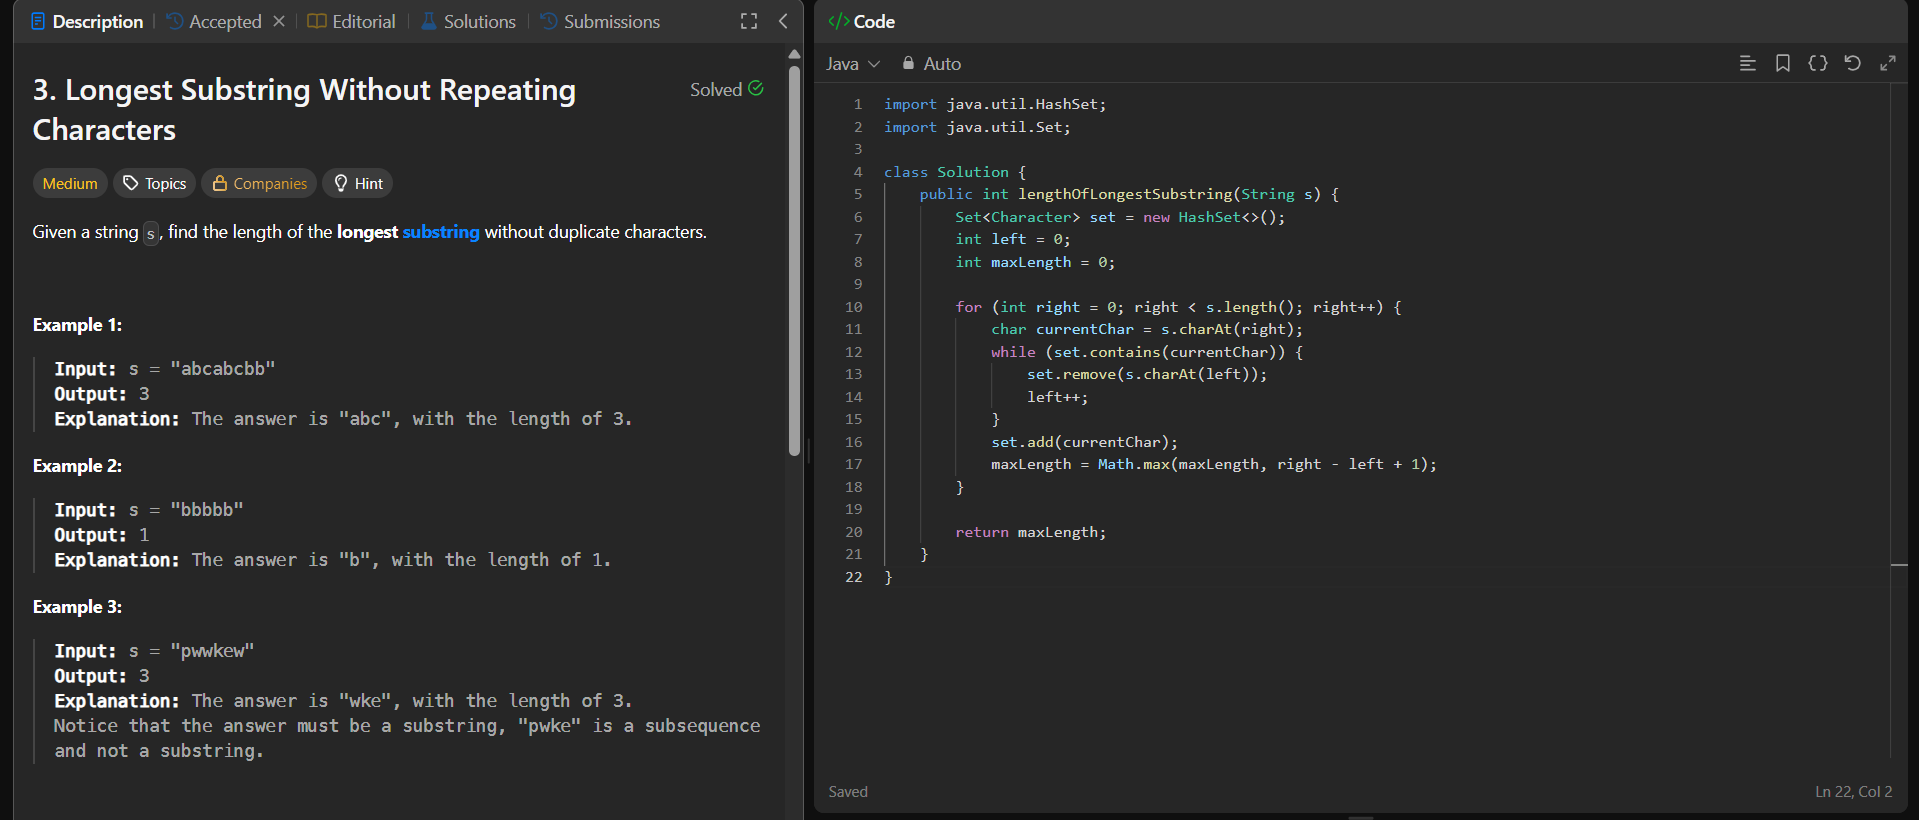 Description Accepted Editorial Solutions Submissions
3. Longest Substring Without Repeating
Characters
Solved
Medium Topics Companies Hint
Given a string s, find the length of the longest substring without duplicate characters.
Example 1:
Input: s = "abcabcbb"
Output: 3
Explanation: The answer is "abc", with the length of 3.
Example 2:
Input: s = "bbbbb"
Output: 1
Explanation: The answer is "b", with the length of 1.
Example 3:
Input: s = "pwwkew"
Output: 3
Explanation: The answer is "wke", with the length of 3.
Notice that the answer must be a substring, "pwke" is a subsequence
and not a substring.
</> Code
Java Auto
1 import java.util.HashSet;
2 import java.util.Set;
3
4 class Solution {
5     public int lengthOfLongestSubstring(String s) {
6         Set<Character> set = new HashSet<>();
7         int left = 0;
8         int maxLength = 0;
9
10         for (int right = 0; right < s.length(); right++) {
11             char currentChar = s.charAt(right);
12             while (set.contains(currentChar)) {
13                 set.remove(s.charAt(left));
14                 left++;
15             }
16             set.add(currentChar);
17             maxLength = Math.max(maxLength, right - left + 1);
18         }
19
20         return maxLength;
21     }
22 }
Saved
Ln 22, Col 2